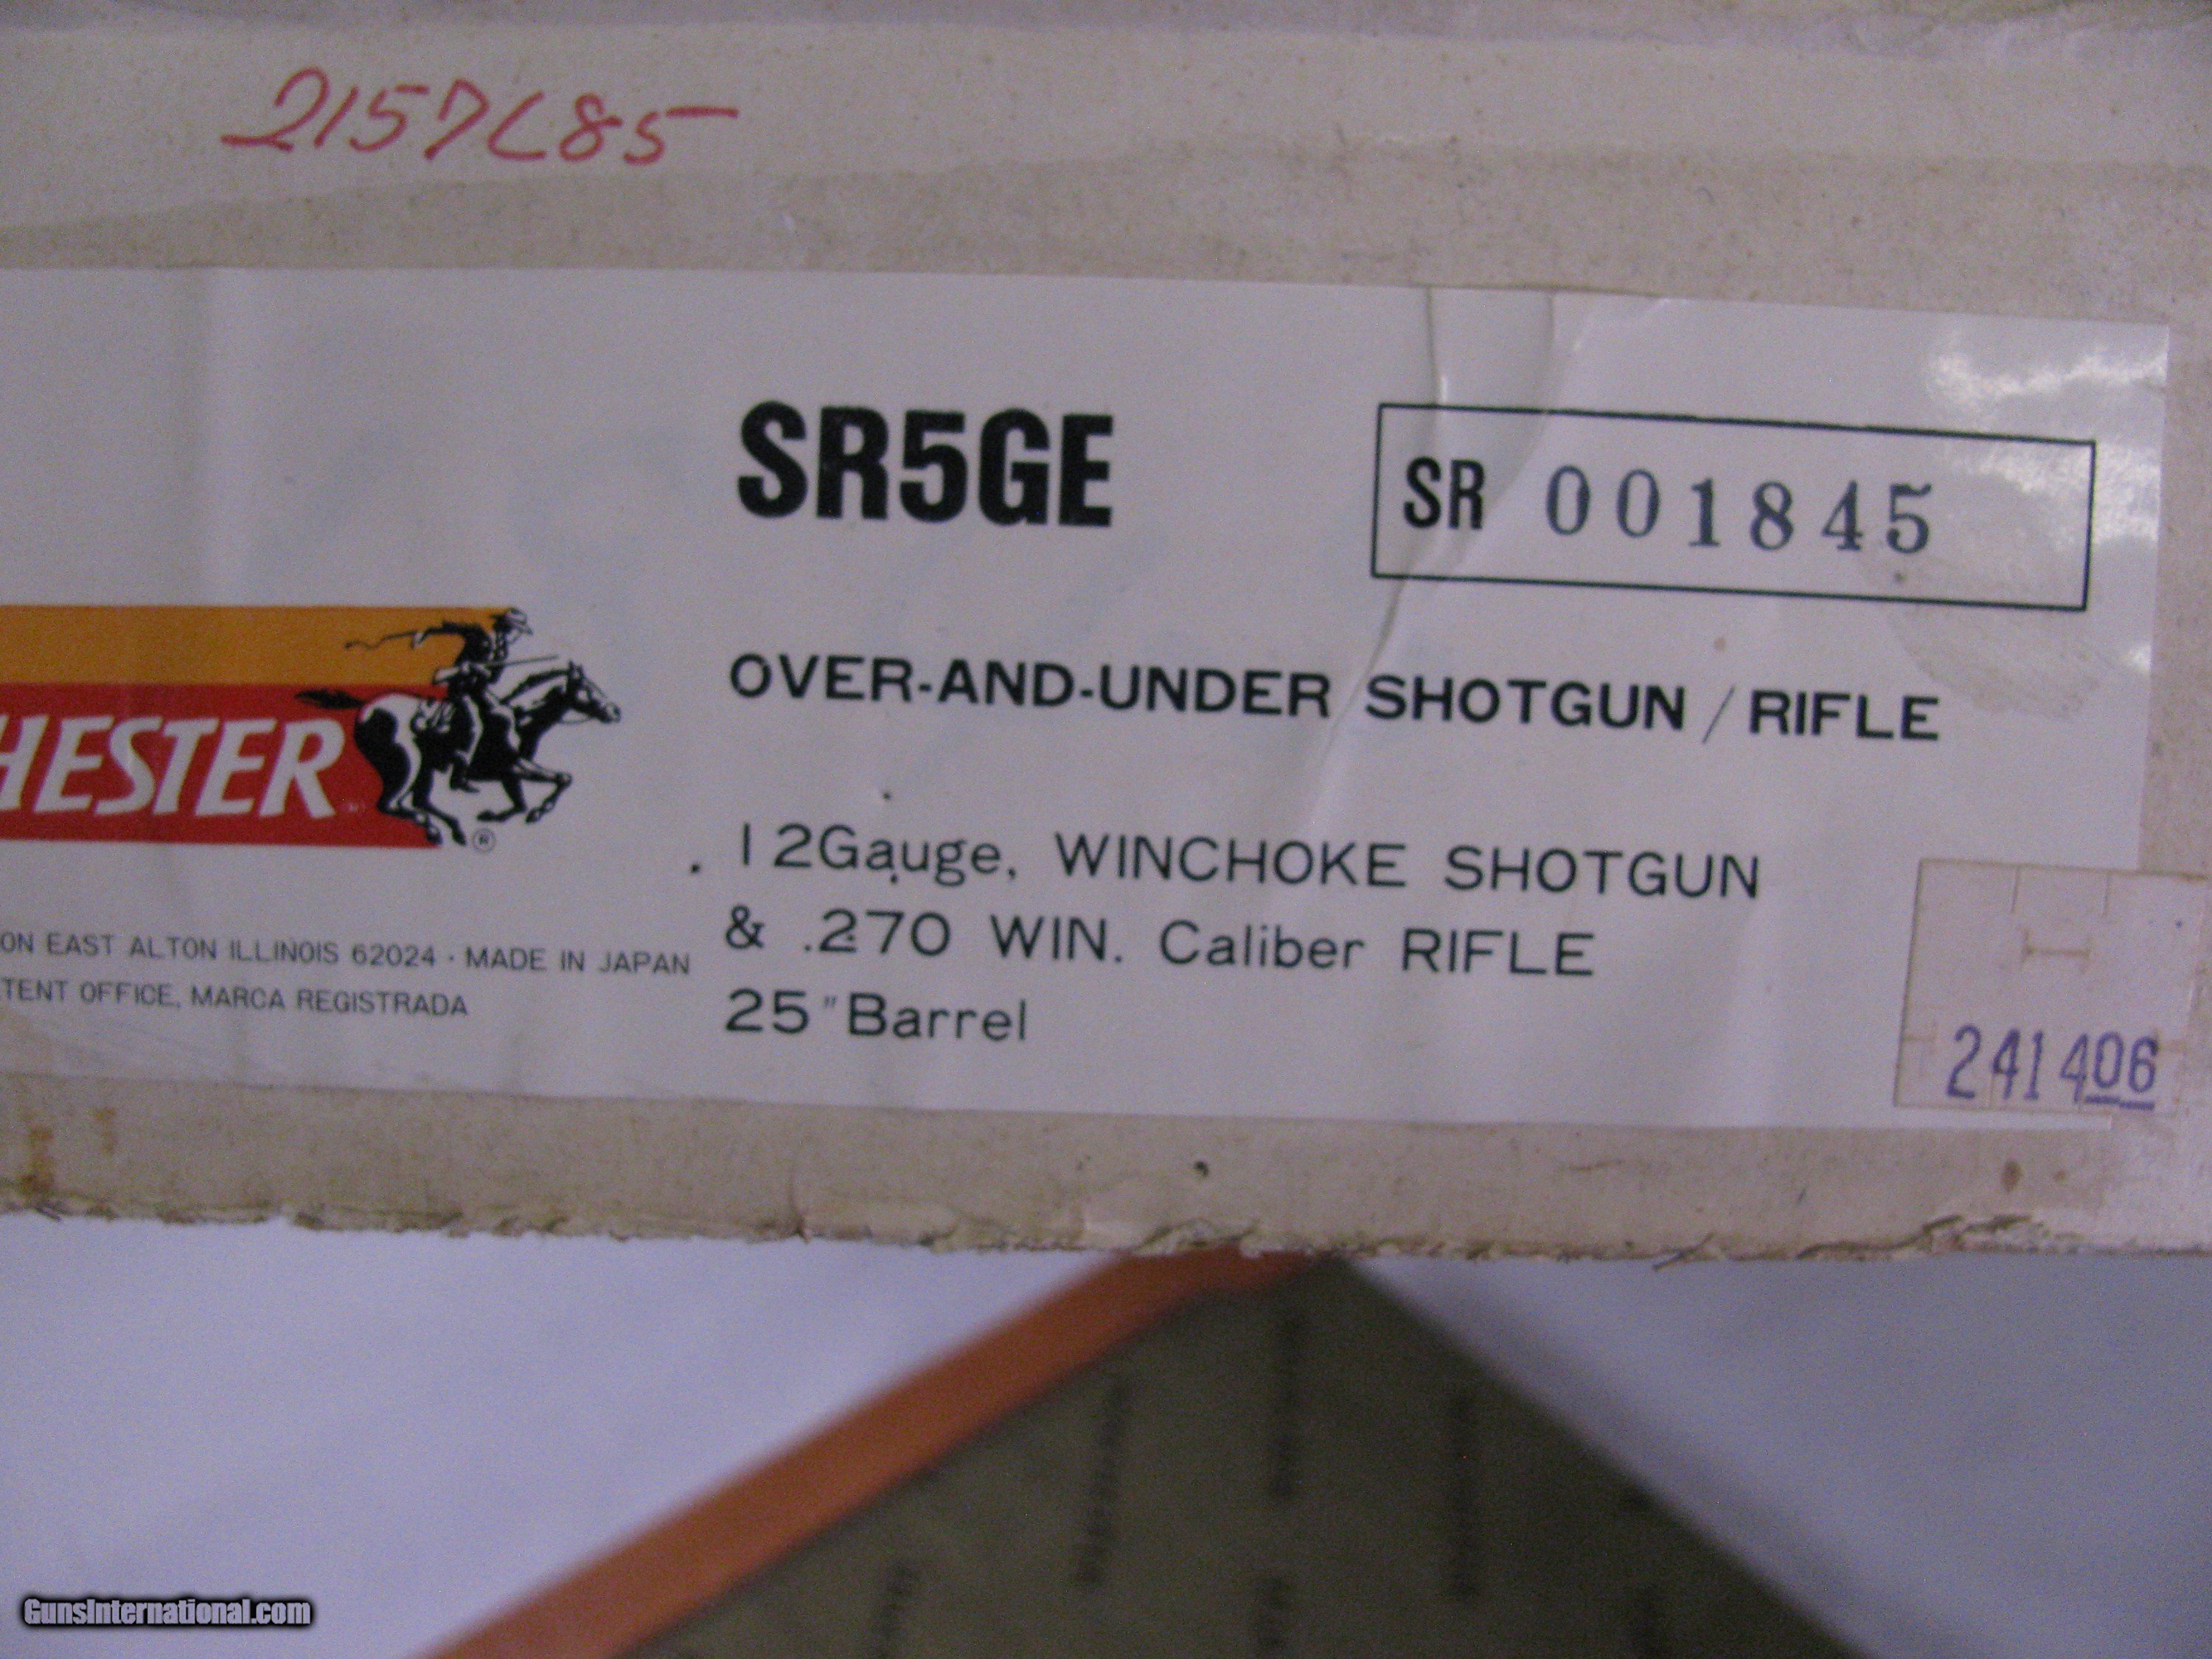 2157L85
SR5GE
SR 001845
HESTER
®
OVER-AND-UNDER SHOTGUN / RIFLE
12Gauge, WINCHOKE SHOTGUN
& .270 WIN. Caliber RIFLE
25" Barrel
ON EAST ALTON ILLINOIS 62024 · MADE IN JAPAN
TENT OFFICE, MARCA REGISTRADA
241406
GunsInternational.com